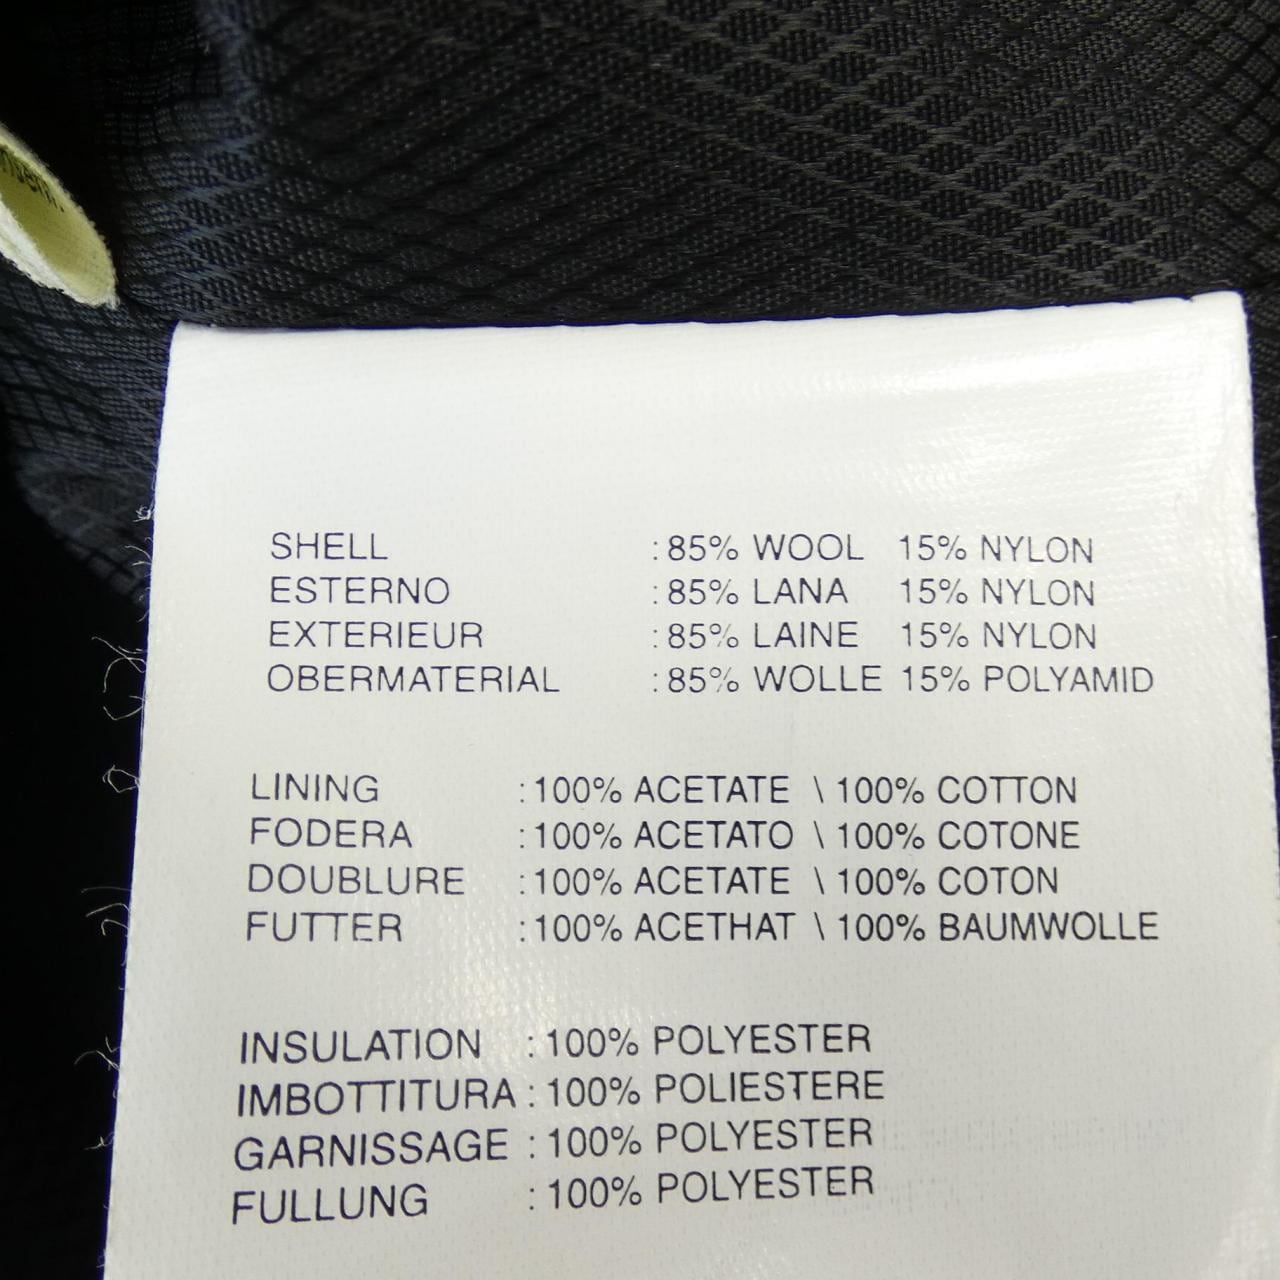 SHELL : 85% WOOL 15% NYLON
ESTERNO : 85% LANA 15% NYLON
EXTERIEUR : 85% LAINE 15% NYLON
OBERMATERIAL : 85% WOLLE 15% POLYAMID
LINING : 100% ACETATE \ 100% COTTON
FODERA : 100% ACETATO \ 100% COTONE
DOUBLURE : 100% ACETATE \ 100% COTON
FUTTER : 100% ACETHAT \ 100% BAUMWOLLE
INSULATION : 100% POLYESTER
IMBOTTITURA : 100% POLIESTERE
GARNISSAGE : 100% POLYESTER
FULLUNG : 100% POLYESTER